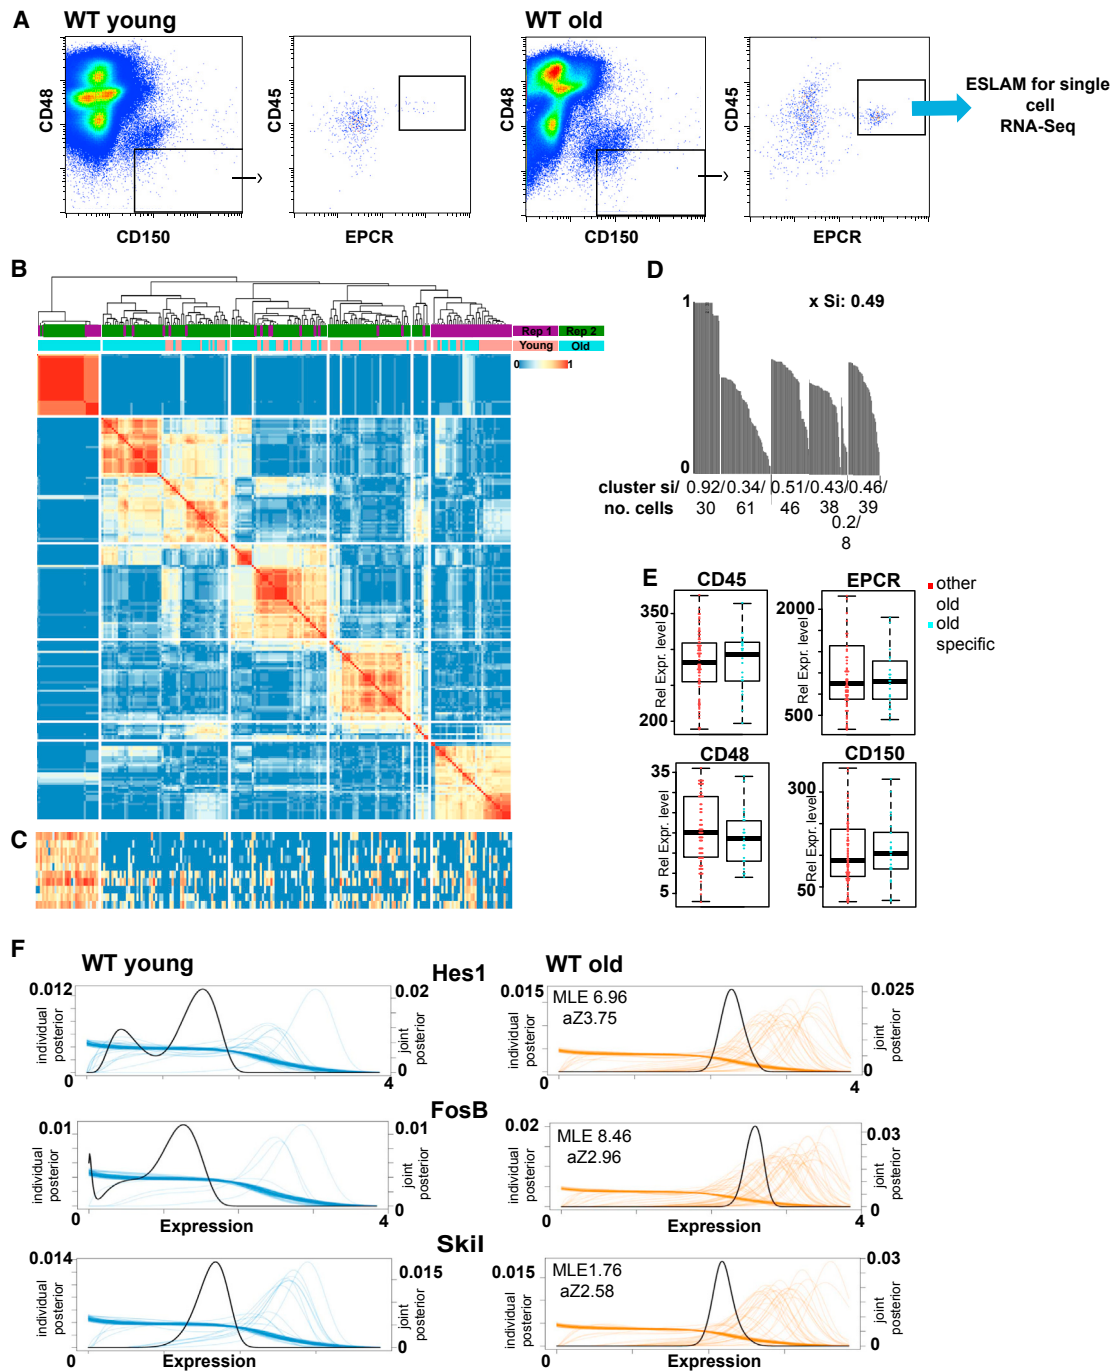 A
WT young
WT old
CD48
CD150
CD45
EPCR
CD48
CD150
CD45
EPCR
ESLAM for single
cell
RNA-Seq
B
Rep 1
Rep 2
Young
Old
0
1
C
D
1
x Si: 0.49
0
cluster si/ 0.92/ 0.34/ 0.51/ 0.43/ 0.46/
no. cells 30 61 46 38 39
0.2/
8
E
CD45
350
Rel Expr. level
200
EPCR
2000
Rel Expr. level
500
other
old
old
specific
CD48
35
Rel Expr. level
5
CD150
300
Rel Expr. level
50
F
WT young
Hes1
WT old
0.012
individual
posterior
0.02
joint
posterior
0
0
4
0.015
MLE 6.96
aZ3.75
individual
posterior
0.025
joint
posterior
0
0
4
FosB
0.01
individual
posterior
0.01
joint
posterior
0
0
Expression
4
0.02
MLE 8.46
aZ2.96
individual
posterior
0.03
joint
posterior
0
0
Expression
4
Skil
0.014
individual
posterior
0.015
joint
posterior
0
Expression
0.015
MLE1.76
aZ2.58
individual
posterior
0.03
joint
posterior
0
Expression